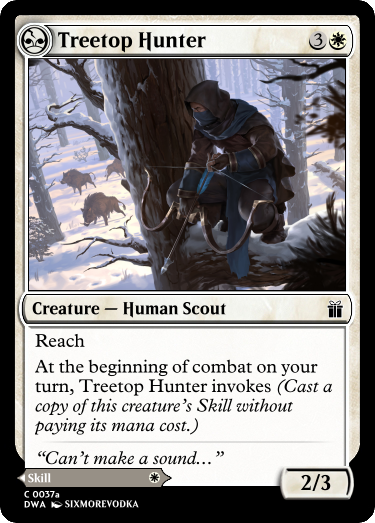 Treetop Hunter 3
Creature — Human Scout
Reach
At the beginning of combat on your
turn, Treetop Hunter invokes (Cast a
copy of this creature's Skill without
paying its mana cost.)
"Can't make a sound…"
Skill
2/3
C 0037a
DWA SIXMOREVODKA